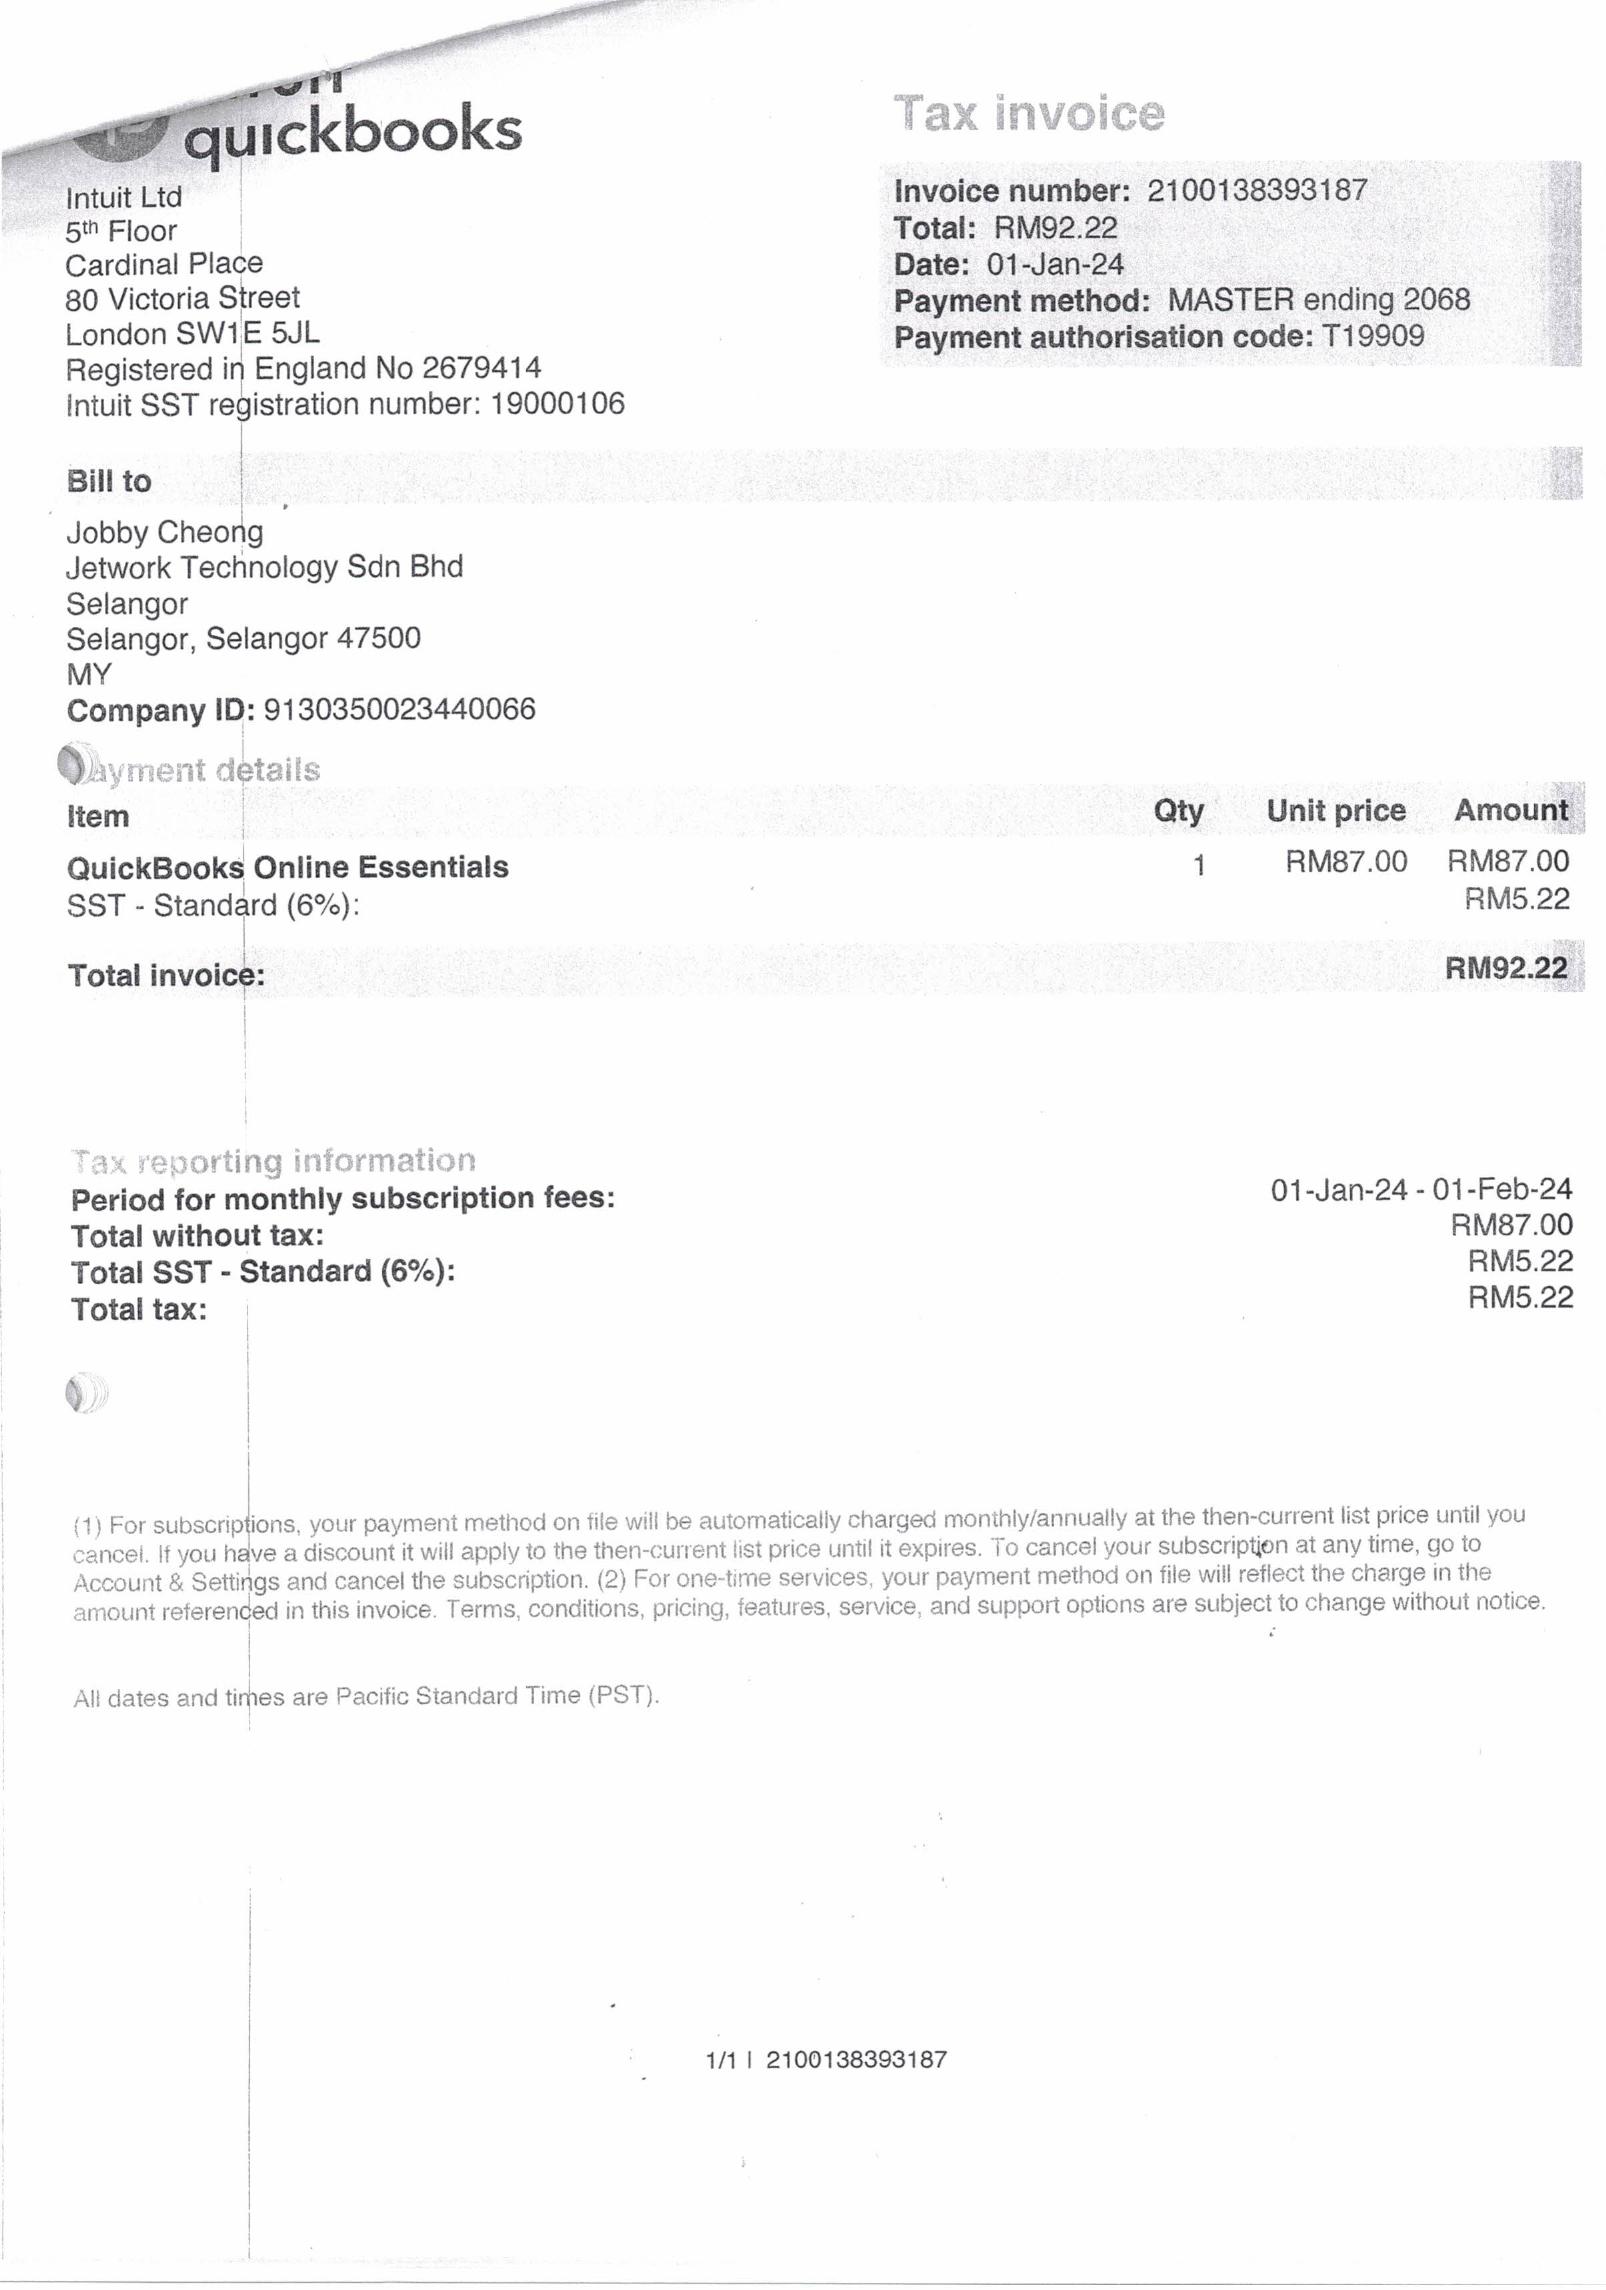 quickbooks
Tax invoice
Intuit Ltd
5th Floor
Cardinal Place
80 Victoria Street
London SW1E 5JL
Registered in England No 2679414
Intuit SST registration number: 19000106
Invoice number: 2100138393187
Total: RM92.22
Date: 01-Jan-24
Payment method: MASTER ending 2068
Payment authorisation code: T19909
Bill to
Jobby Cheong
Jetwork Technology Sdn Bhd
Selangor
Selangor, Selangor 47500
MY
Company ID: 9130350023440066
ayment details
Item Qty Unit price Amount
QuickBooks Online Essentials 1 RM87.00 RM87.00
SST - Standard (6%): RM5.22
Total invoice: RM92.22
Tax reporting information
Period for monthly subscription fees: 01-Jan-24 - 01-Feb-24
Total without tax: RM87.00
Total SST - Standard (6%): RM5.22
Total tax: RM5.22
(1) For subscriptions, your payment method on file will be automatically charged monthly/annually at the then-current list price until you
cancel. If you have a discount it will apply to the then-current list price until it expires. To cancel your subscription at any time, go to
Account & Settings and cancel the subscription. (2) For one-time services, your payment method on file will reflect the charge in the
amount referenced in this invoice. Terms, conditions, pricing, features, service, and support options are subject to change without notice.
All dates and times are Pacific Standard Time (PST).
1/1 | 2100138393187